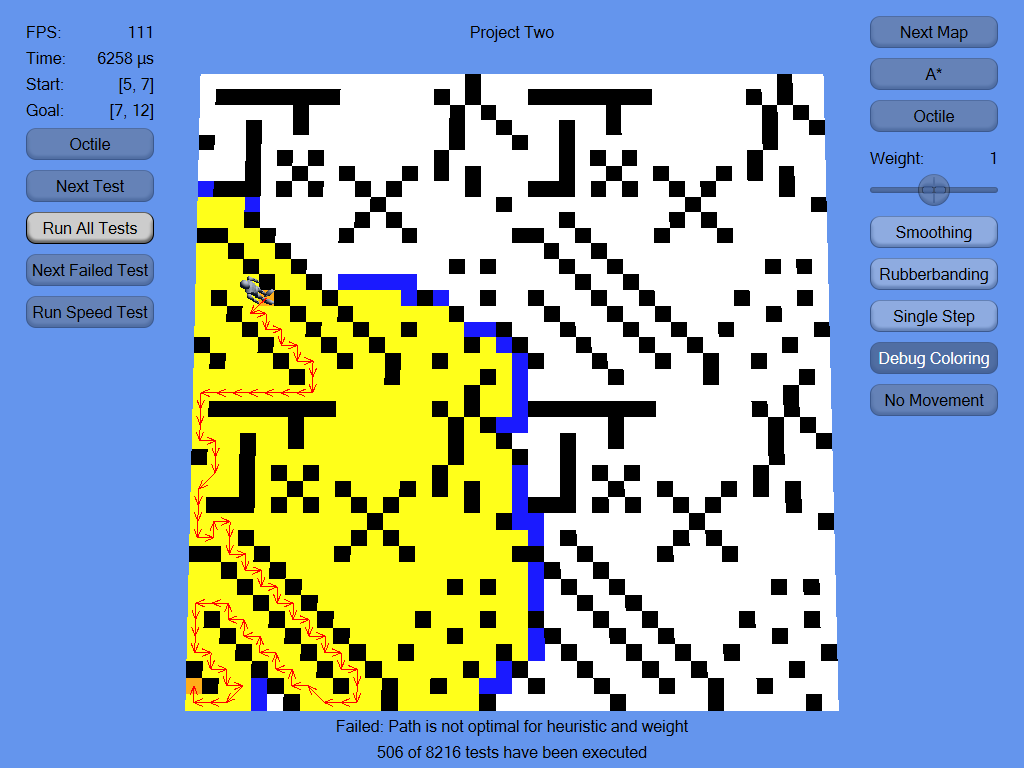 FPS: 111
Time: 6258 µs
Start: [5, 7]
Goal: [7, 12]
Octile
Next Test
Run All Tests
Next Failed Test
Run Speed Test
Project Two
Next Map
A*
Octile
Weight: 1
Smoothing
Rubberbanding
Single Step
Debug Coloring
No Movement
Failed: Path is not optimal for heuristic and weight
506 of 8216 tests have been executed